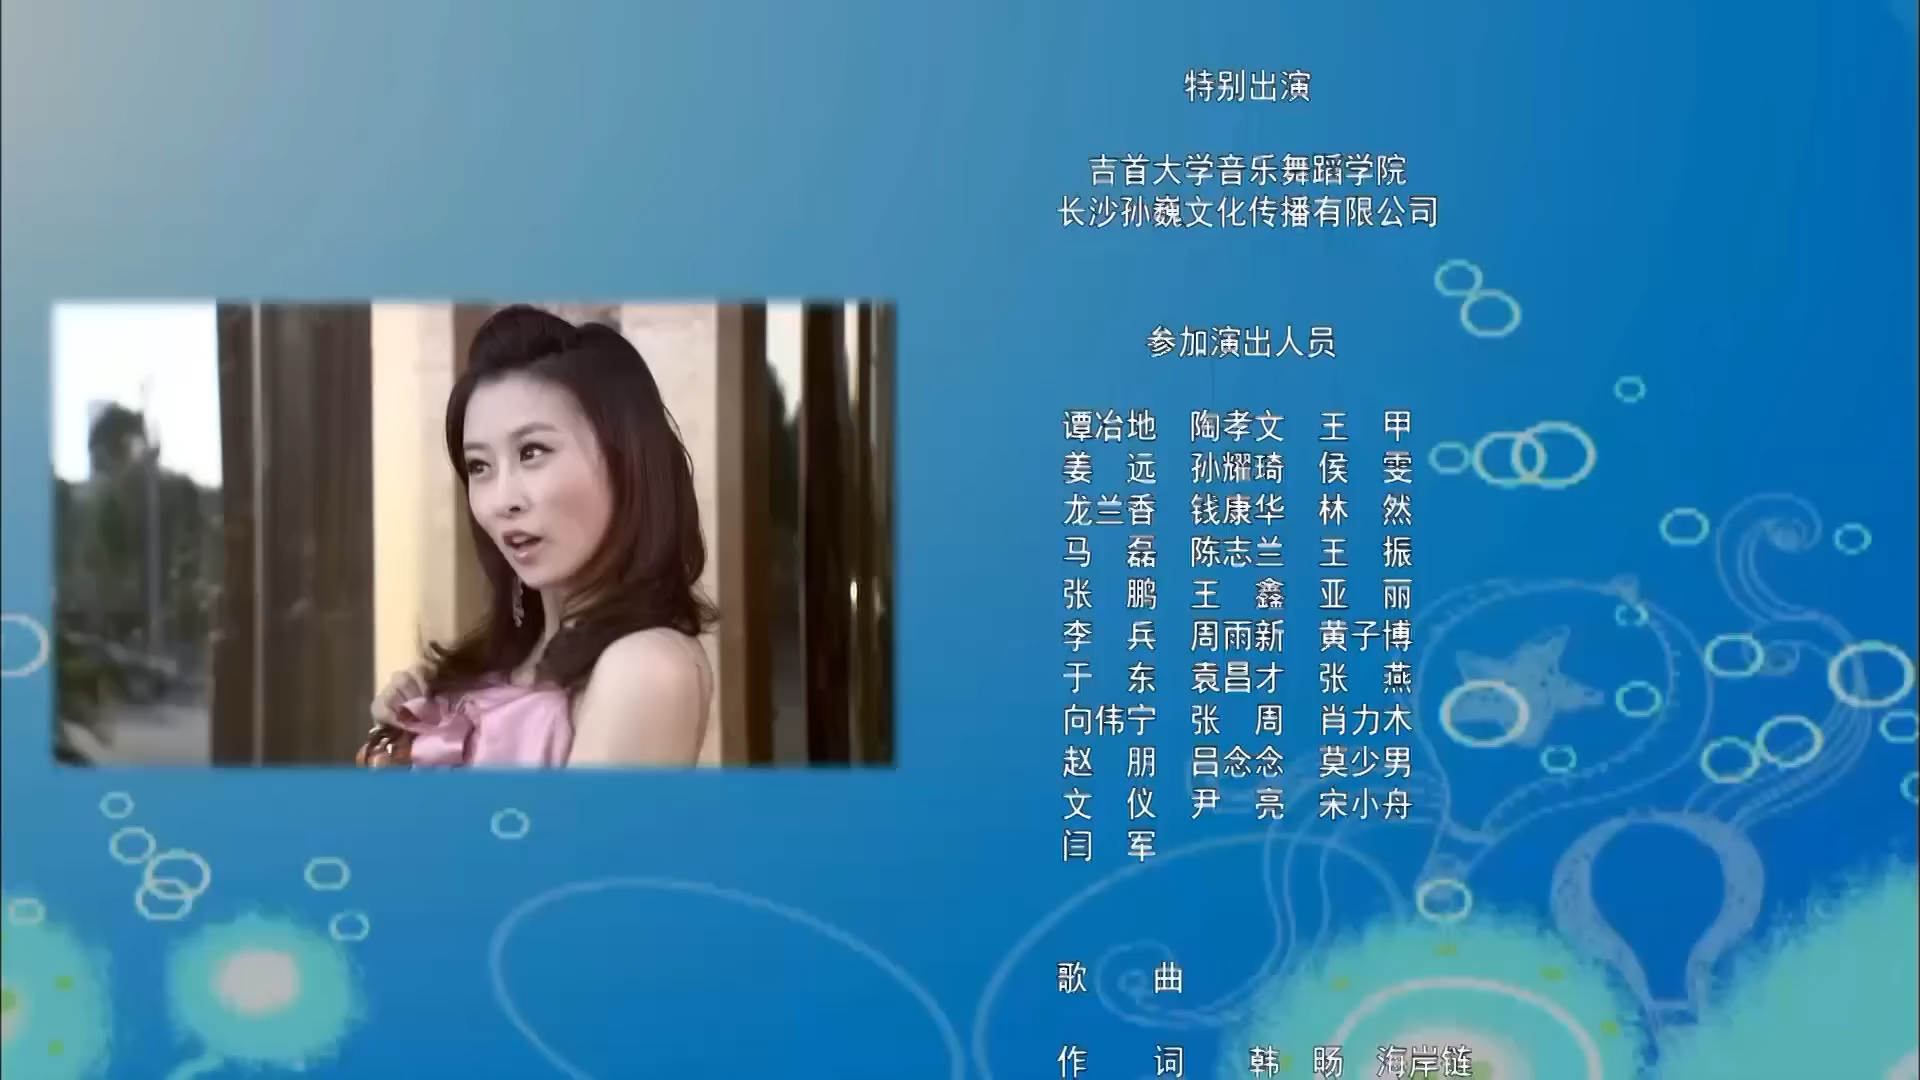 特别出演
吉首大学音乐舞蹈学院
长沙孙巍文化传播有限公司
参加演出人员
谭冶地 陶孝文 王 甲
姜 远 孙耀琦 侯 雯
龙兰香 钱康华 林 然
马 磊 陈志兰 王 振
张 鹏 王 鑫 亚 丽
李 兵 周雨新 黄子博
于 东 袁昌才 张 燕
向伟宁 张 周 肖力木
赵 朋 吕念念 莫少男
文 仪 尹 亮 宋小舟
闫 军
歌 曲
作 词 韩 旸 海岸链